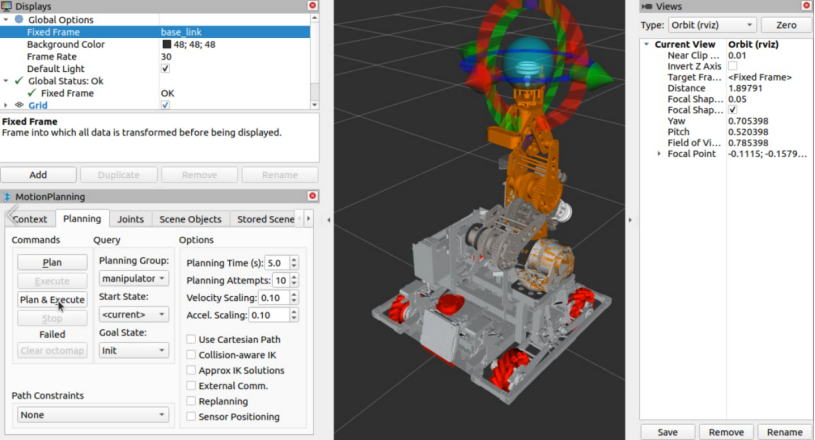 Displays
Global Options
Fixed Frame base_link
Background Color 48; 48; 48
Frame Rate 30
Default Light
Global Status: Ok
Fixed Frame OK
Grid
Fixed Frame
Frame into which all data is transformed before being displayed.
Add Duplicate Remove Rename
MotionPlanning
Context Planning Joints Scene Objects Stored Scene
Commands Query Options
Plan
Execute
Plan & Execute
Stop
Failed
Clear octomap
Planning Group:
manipulator
Start State:
<current>
Goal State:
Init
Planning Time (s): 5.0
Planning Attempts: 10
Velocity Scaling: 0.10
Accel. Scaling: 0.10
Use Cartesian Path
Collision-aware IK
Approx IK Solutions
External Comm.
Replanning
Sensor Positioning
Path Constraints
None
Views
Type: Orbit (rviz) Zero
Current View Orbit (rviz)
Near Clip ... 0.01
Invert Z Axis
Target Fra... <Fixed Frame>
Distance 1.89791
Focal Shap... 0.05
Focal Shap...
Yaw 0.705398
Pitch 0.520398
Field of Vi... 0.785398
Focal Point -0.1115; -0.1579...
Save Remove Rename